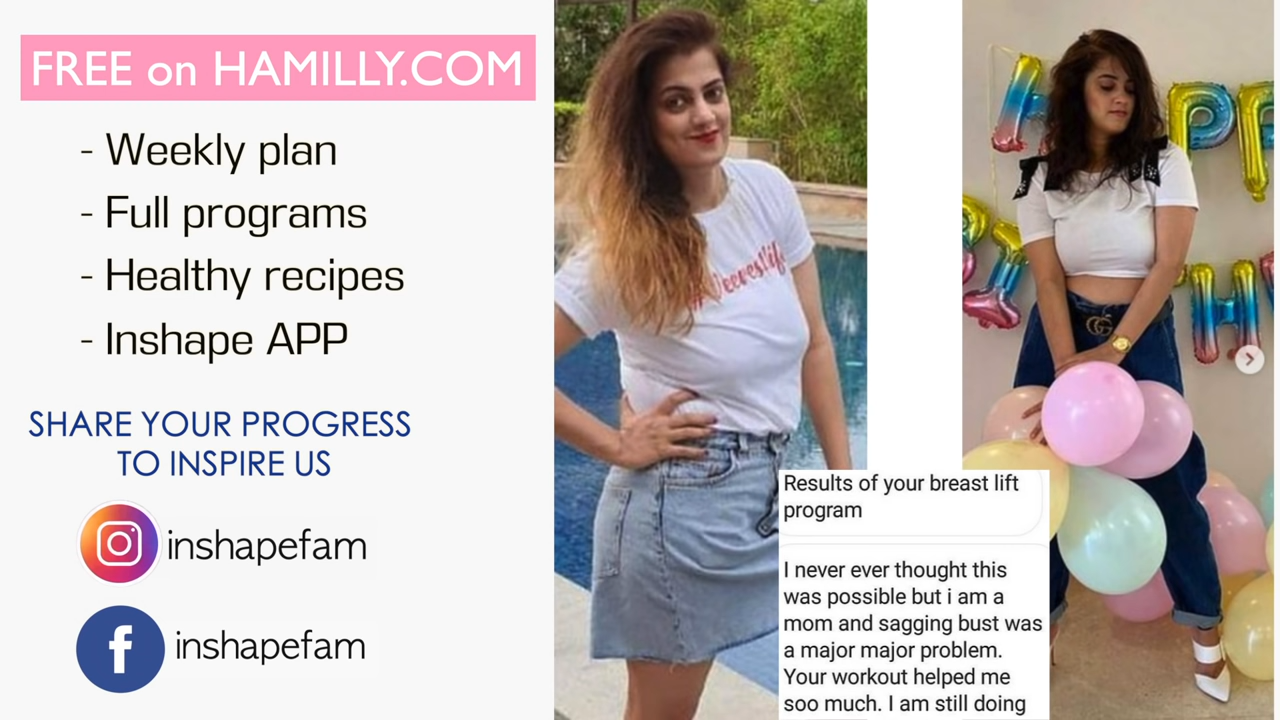 FREE on HAMILLY.COM
- Weekly plan
- Full programs
- Healthy recipes
- Inshape APP
SHARE YOUR PROGRESS
TO INSPIRE US
inshapefam
inshapefam
Results of your breast lift
program
I never ever thought this
was possible but i am a
mom and sagging bust was
a major major problem.
Your workout helped me
soo much. I am still doing